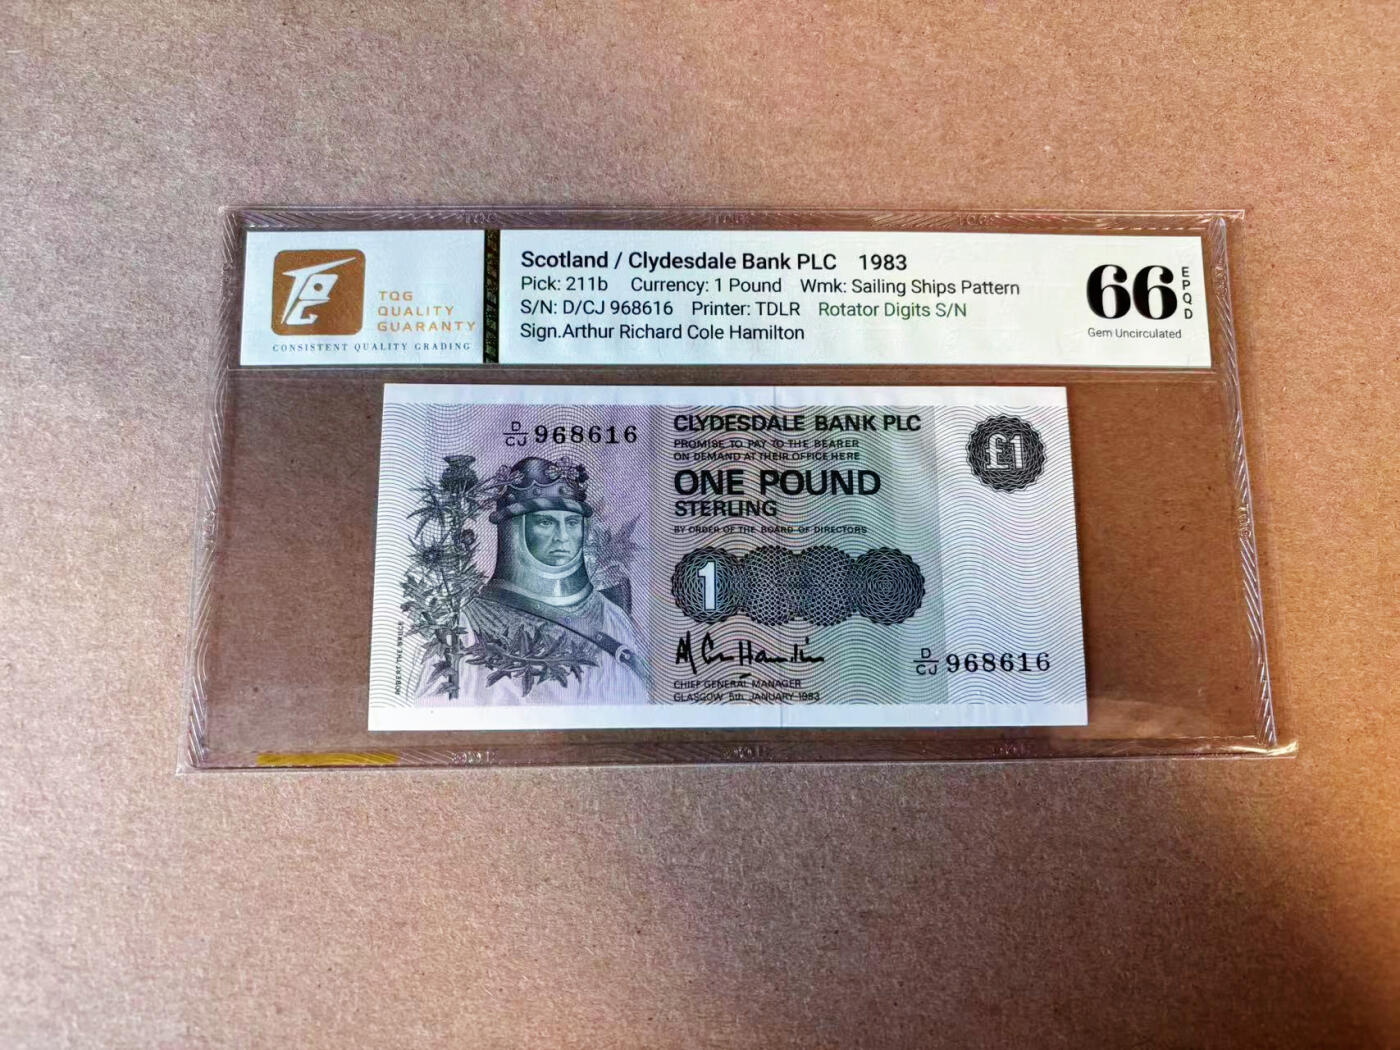 TQG
QUALITY
GUARANTY
CONSISTENT QUALITY GRADING
Scotland / Clydesdale Bank PLC 1983
Pick: 211b Currency: 1 Pound Wmk: Sailing Ships Pattern
S/N: D/CJ 968616 Printer: TDLR Rotator Digits S/N
Sign.Arthur Richard Cole Hamilton
66
EPQD
Gem Uncirculated
D/CJ 968616
CLYDESDALE BANK PLC
PROMISE TO PAY TO THE BEARER
ON DEMAND AT THEIR OFFICE HERE
ONE POUND
STERLING
BY ORDER OF THE BOARD OF DIRECTORS
£1
1
CHIEF GENERAL MANAGER
GLASGOW 5th JANUARY 1983
D/CJ 968616
ROBERT THE BRUCE